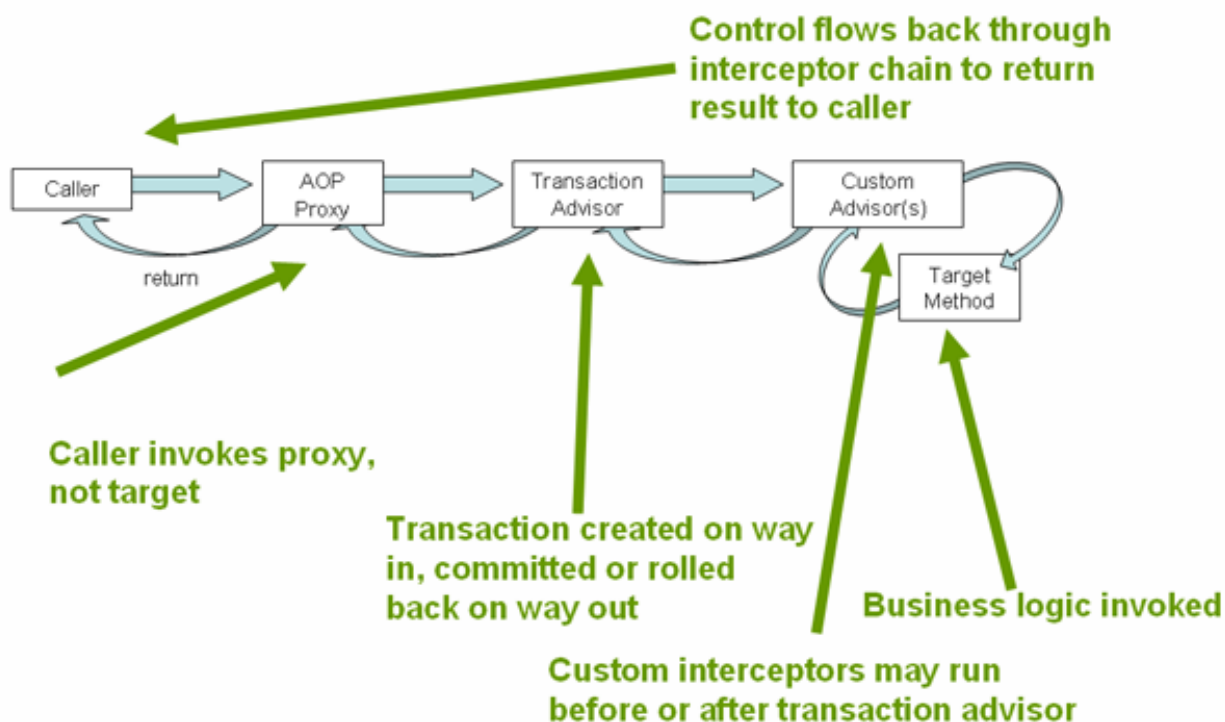 Control flows back through
interceptor chain to return
result to caller
Caller
AOP
Proxy
Transaction
Advisor
Custom
Advisor(s)
return
Target
Method
Caller invokes proxy,
not target
Transaction created on way
in, committed or rolled
back on way out
Business logic invoked
Custom interceptors may run
before or after transaction advisor